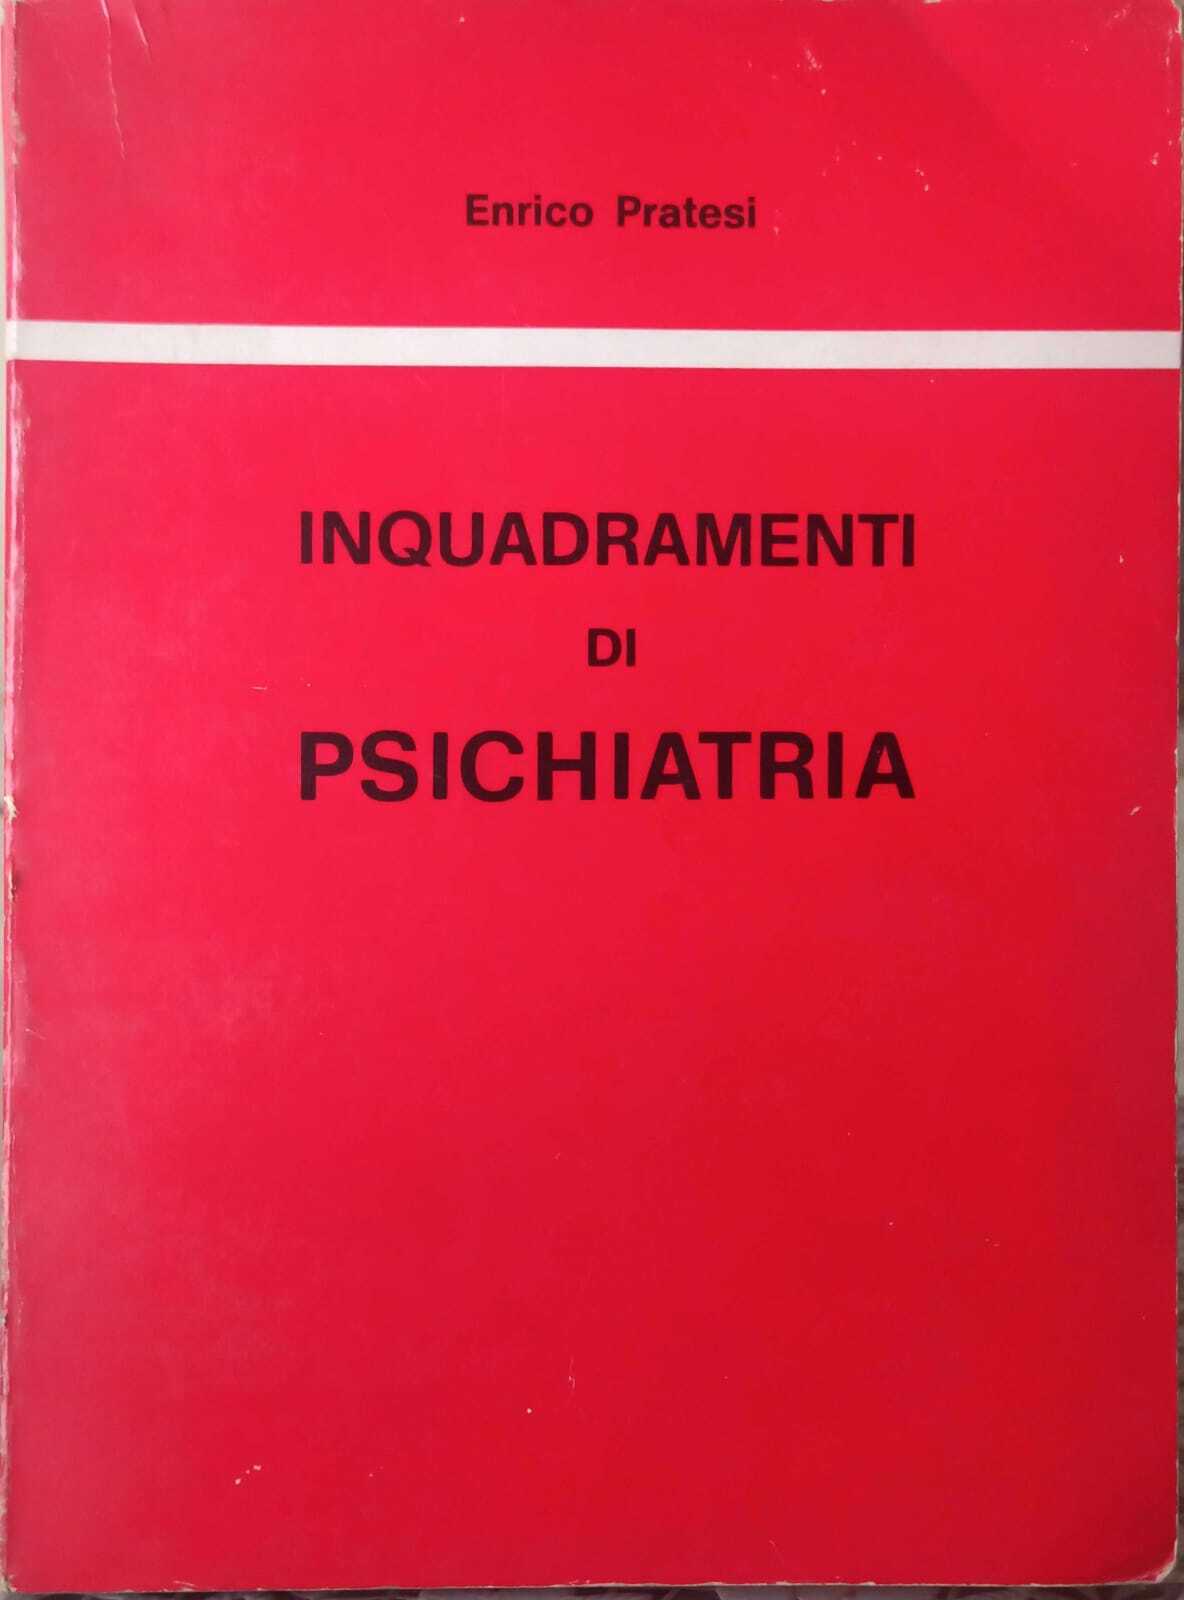 Enrico Pratesi
INQUADRAMENTI
DI
PSICHIATRIA